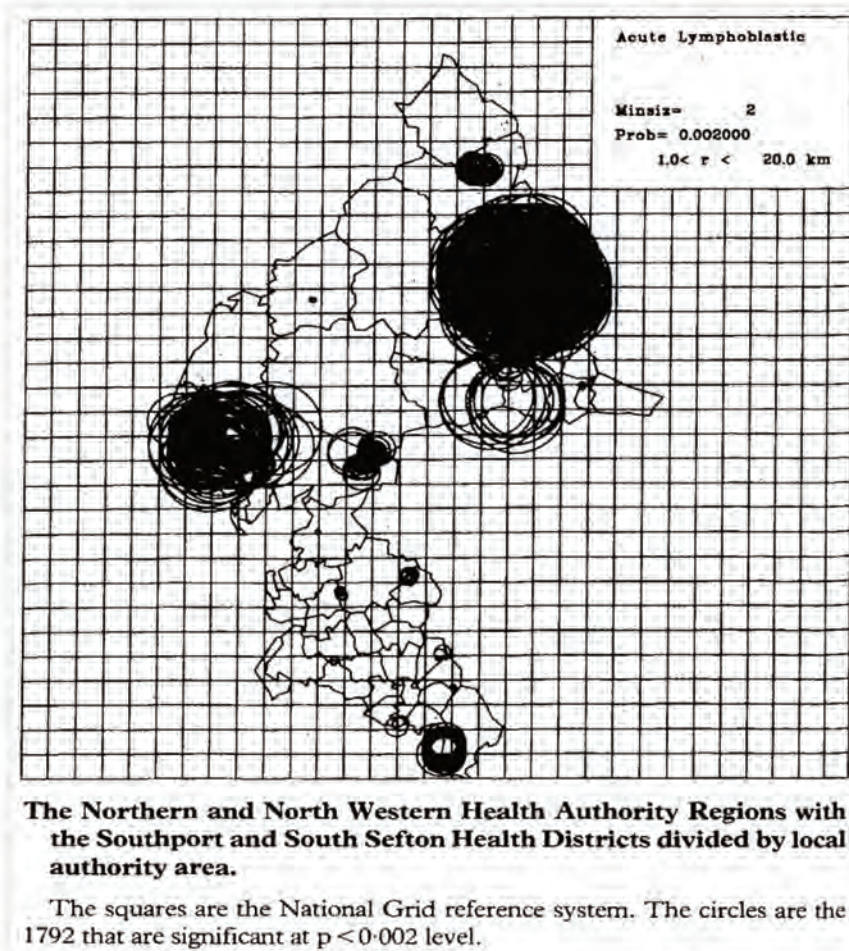 Acute Lymphoblastic
Minsiz= 2
Prob= 0.002000
1.0< r < 20.0 km
The Northern and North Western Health Authority Regions with
the Southport and South Sefton Health Districts divided by local
authority area.
The squares are the National Grid reference system. The circles are the
1792 that are significant at p<0·002 level.